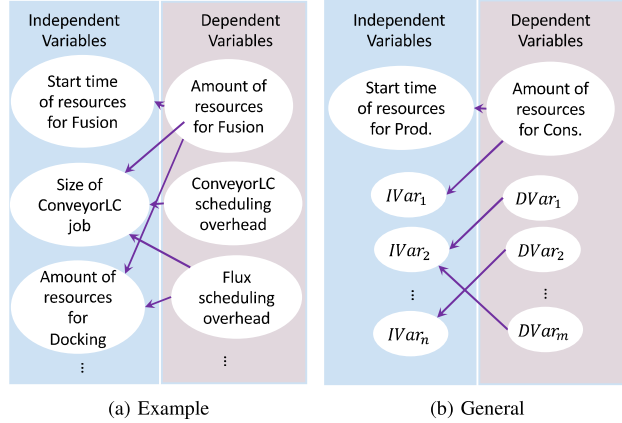 Independent
Variables
Dependent
Variables
Start time
of resources
for Fusion
Amount of
resources
for Fusion
Size of
ConveyorLC
job
ConveyorLC
scheduling
overhead
Amount of
resources
for
Docking
Flux
scheduling
overhead
...
...
(a) Example
Independent
Variables
Dependent
Variables
Start time
of resources
for Prod.
Amount of
resources
for Cons.
IVar₁
DVar₁
IVar₂
DVar₂
...
...
IVarₙ
DVarₘ
(b) General